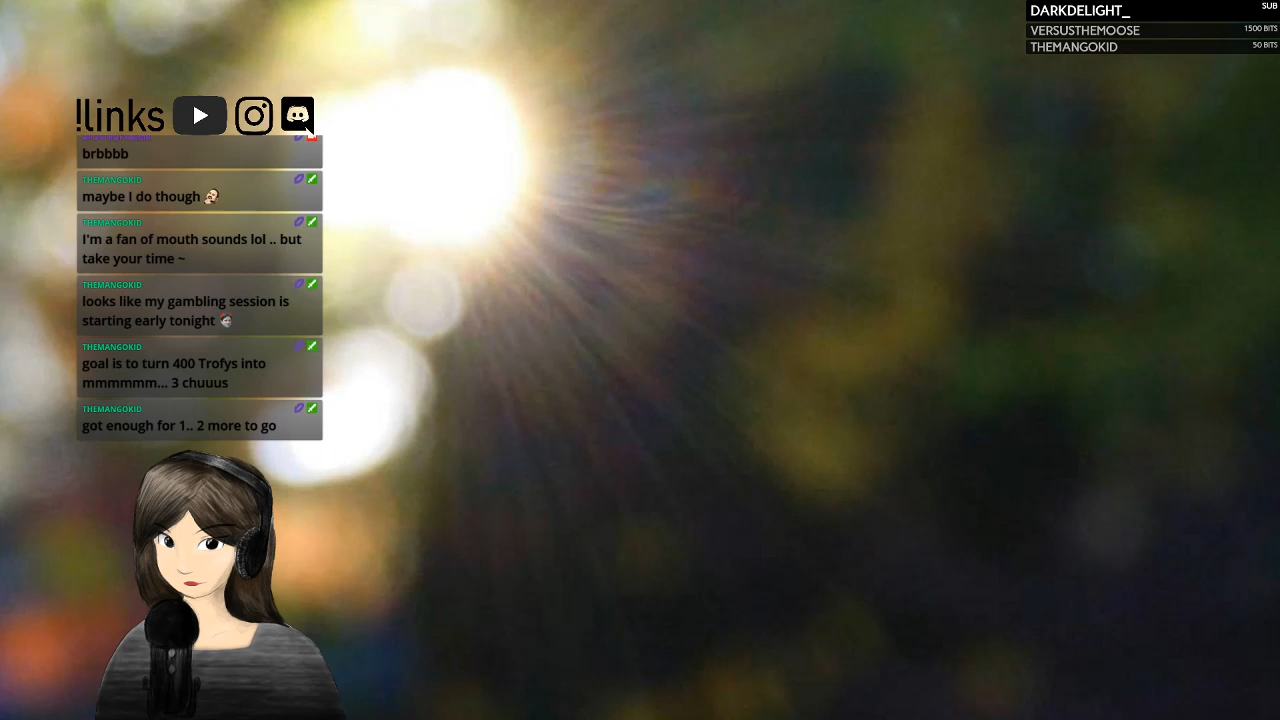 DARKDELIGHT_ SUB
VERSUSTHEMOOSE 1500 BITS
THEMANGOKID 50 BITS
!links
brbbbb
THEMANGOKID
maybe I do though
THEMANGOKID
I'm a fan of mouth sounds lol .. but
take your time ~
THEMANGOKID
looks like my gambling session is
starting early tonight
THEMANGOKID
goal is to turn 400 Trofys into
mmmmmm... 3 chuuus
THEMANGOKID
got enough for 1.. 2 more to go